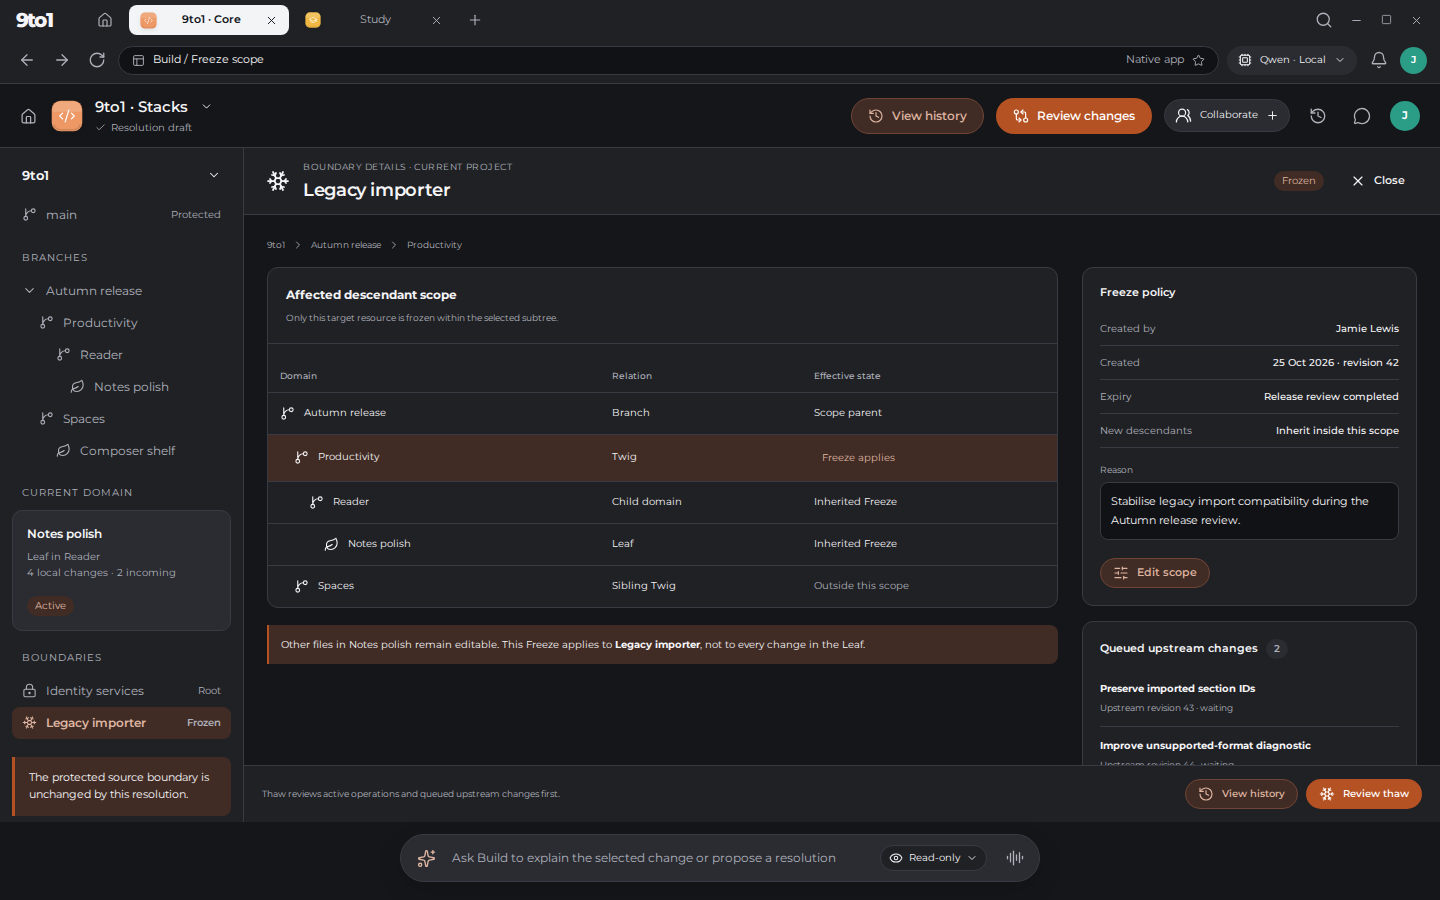 9to1
9to1 · Core
Study
Build / Freeze scope
Native app
Qwen · Local
J
9to1 · Stacks
Resolution draft
View history
Review changes
Collaborate
J
9to1
main
Protected
BRANCHES
Autumn release
Productivity
Reader
Notes polish
Spaces
Composer shelf
CURRENT DOMAIN
Notes polish
Leaf in Reader
4 local changes · 2 incoming
Active
BOUNDARIES
Identity services
Root
Legacy importer
Frozen
The protected source boundary is
unchanged by this resolution.
BOUNDARY DETAILS · CURRENT PROJECT
Legacy importer
Frozen
Close
9to1 > Autumn release > Productivity
Affected descendant scope
Only this target resource is frozen within the selected subtree.
Domain Relation Effective state
Autumn release Branch Scope parent
Productivity Twig Freeze applies
Reader Child domain Inherited Freeze
Notes polish Leaf Inherited Freeze
Spaces Sibling Twig Outside this scope
Other files in Notes polish remain editable. This Freeze applies to Legacy importer, not to every change in the Leaf.
Freeze policy
Created by Jamie Lewis
Created 25 Oct 2026 · revision 42
Expiry Release review completed
New descendants Inherit inside this scope
Reason
Stabilise legacy import compatibility during the
Autumn release review.
Edit scope
Queued upstream changes 2
Preserve imported section IDs
Upstream revision 43 · waiting
Improve unsupported-format diagnostic
Upstream revision 44 · waiting
Thaw reviews active operations and queued upstream changes first.
View history
Review thaw
Ask Build to explain the selected change or propose a resolution
Read-only